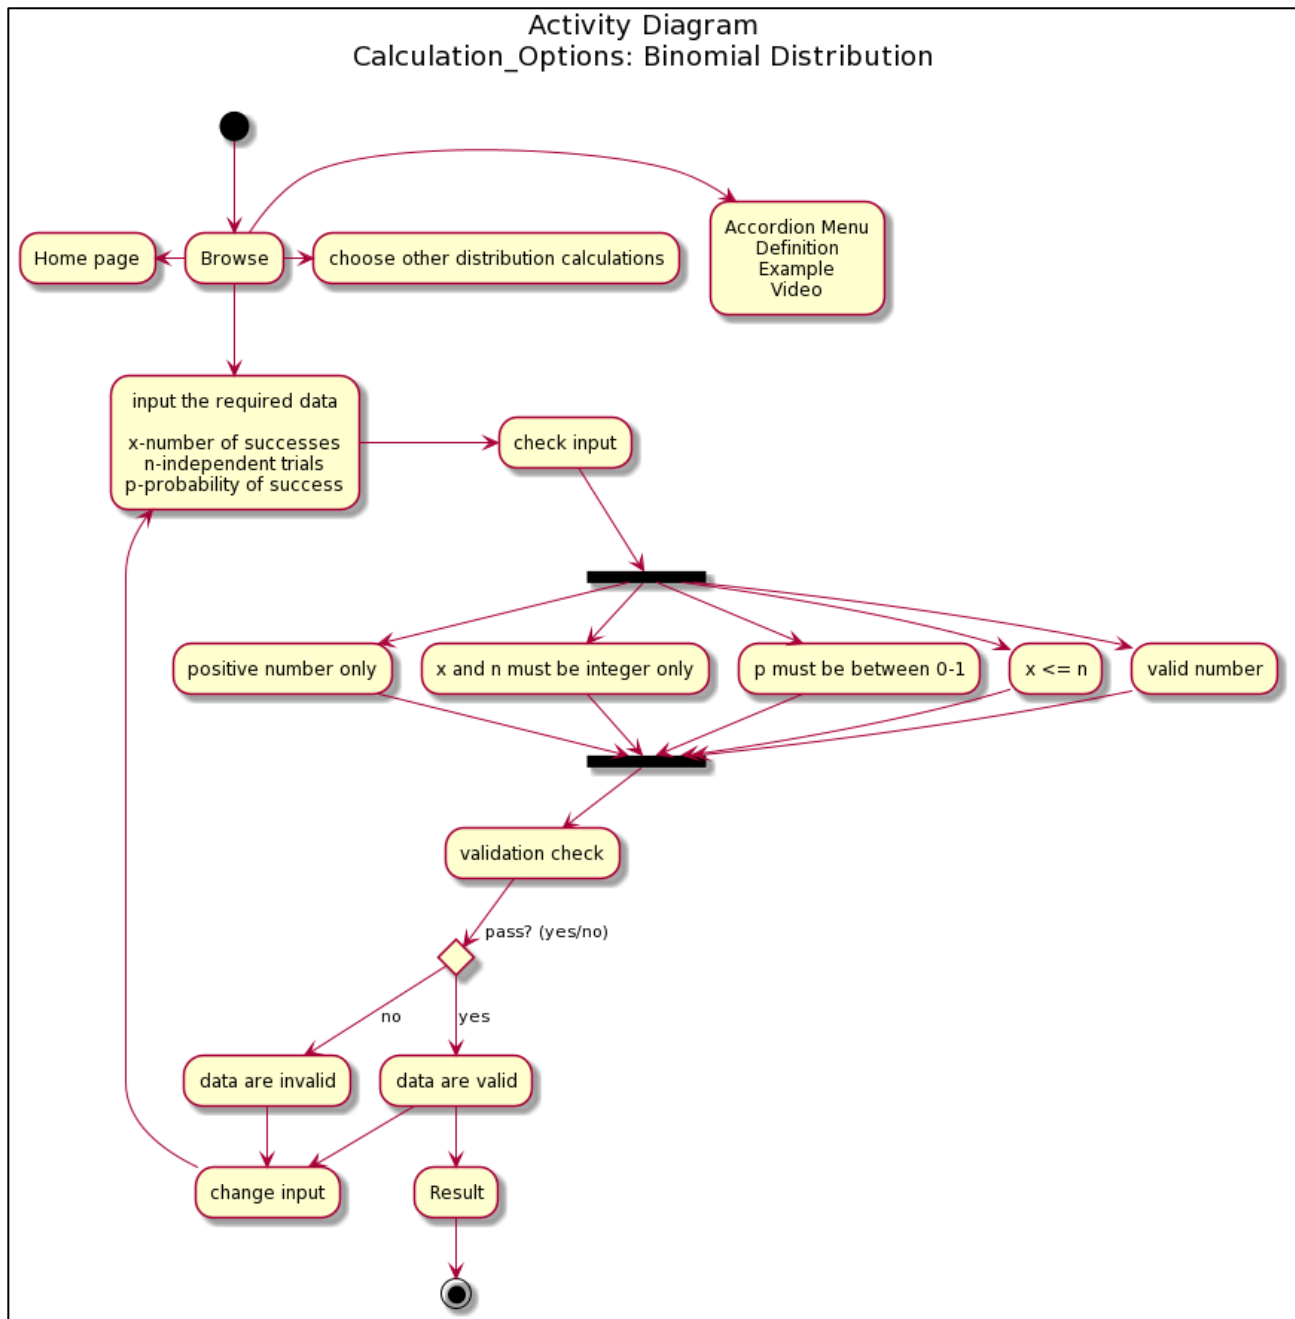 Activity Diagram
Calculation_Options: Binomial Distribution
Home page
Browse
choose other distribution calculations
Accordion Menu
Definition
Example
Video
input the required data
x-number of successes
n-independent trials
p-probability of success
check input
positive number only
x and n must be integer only
p must be between 0-1
x <= n
valid number
validation check
pass? (yes/no)
no
yes
data are invalid
data are valid
change input
Result